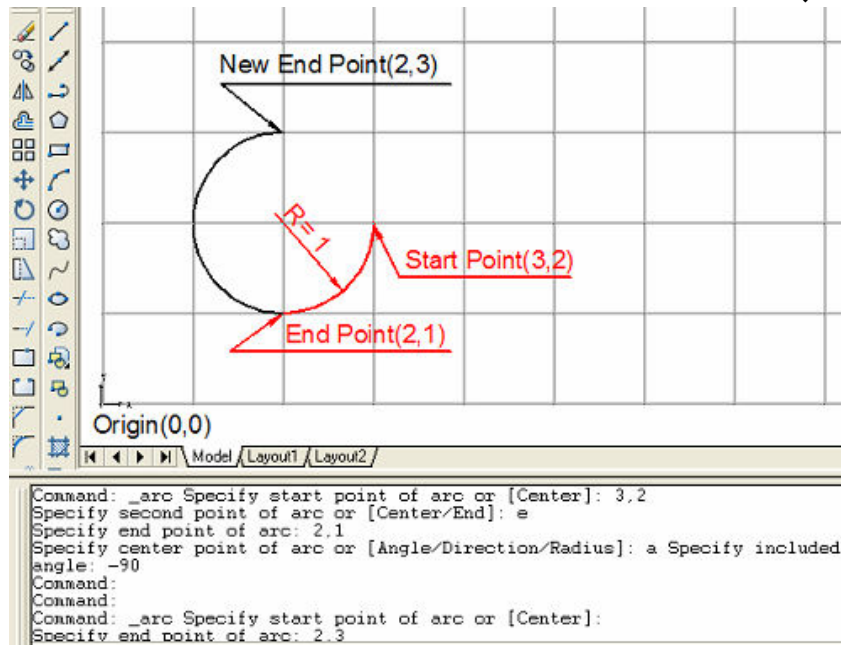 New End Point(2,3)
R= 1
Start Point(3,2)
End Point(2,1)
Origin(0,0)
Model Layout1 Layout2
Command: _arc Specify start point of arc or [Center]: 3,2
Specify second point of arc or [Center/End]: e
Specify end point of arc: 2,1
Specify center point of arc or [Angle/Direction/Radius]: a Specify included
angle: -90
Command:
Command:
Command: _arc Specify start point of arc or [Center]:
Specify end point of arc: 2,3